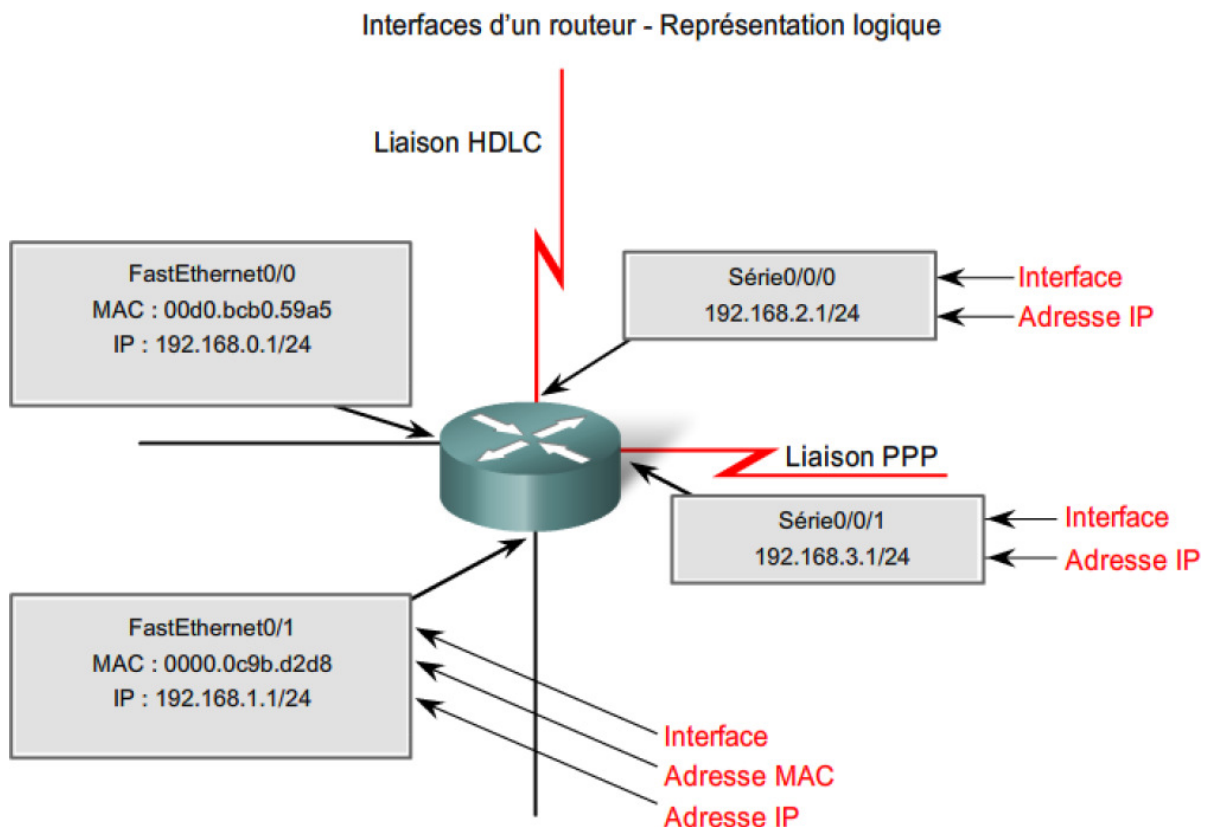 Interfaces d'un routeur - Représentation logique
Liaison HDLC
FastEthernet0/0
MAC : 00d0.bcb0.59a5
IP : 192.168.0.1/24
Série0/0/0
192.168.2.1/24
Interface
Adresse IP
Liaison PPP
Série0/0/1
192.168.3.1/24
Interface
Adresse IP
FastEthernet0/1
MAC : 0000.0c9b.d2d8
IP : 192.168.1.1/24
Interface
Adresse MAC
Adresse IP